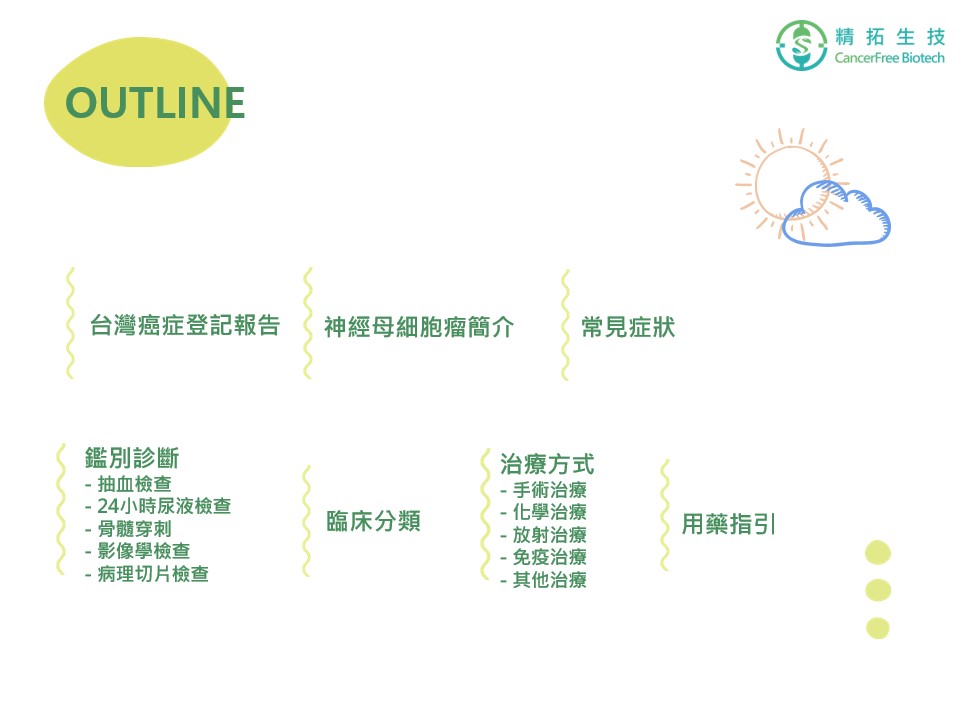 精拓生技
CancerFree Biotech
OUTLINE
台灣癌症登記報告
神經母細胞瘤簡介
常見症狀
鑑別診斷
- 抽血檢查
- 24小時尿液檢查
- 骨髓穿刺
- 影像學檢查
- 病理切片檢查
臨床分類
治療方式
- 手術治療
- 化學治療
- 放射治療
- 免疫治療
- 其他治療
用藥指引